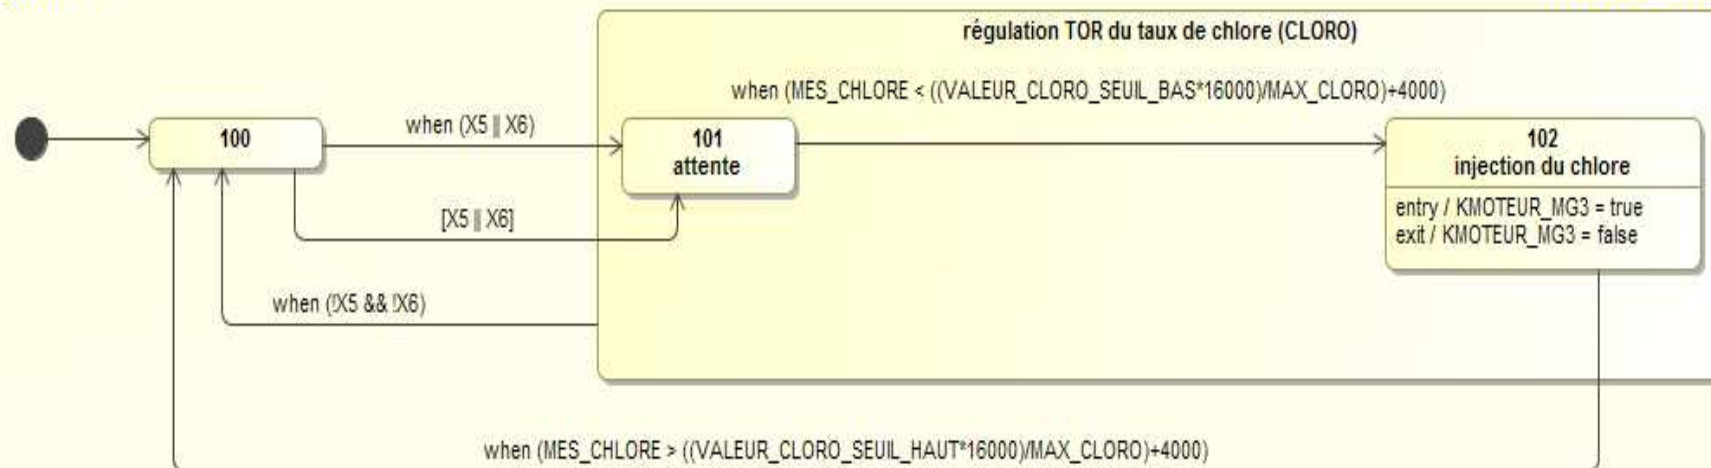 régulation TOR du taux de chlore (CLORO)
when (MES_CHLORE < ((VALEUR_CLORO_SEUIL_BAS*16000)/MAX_CLORO)+4000)
100
when (X5 || X6)
101
attente
102
injection du chlore
entry / KMOTEUR_MG3 = true
exit / KMOTEUR_MG3 = false
[X5 || X6]
when (!X5 && !X6)
when (MES_CHLORE > ((VALEUR_CLORO_SEUIL_HAUT*16000)/MAX_CLORO)+4000)